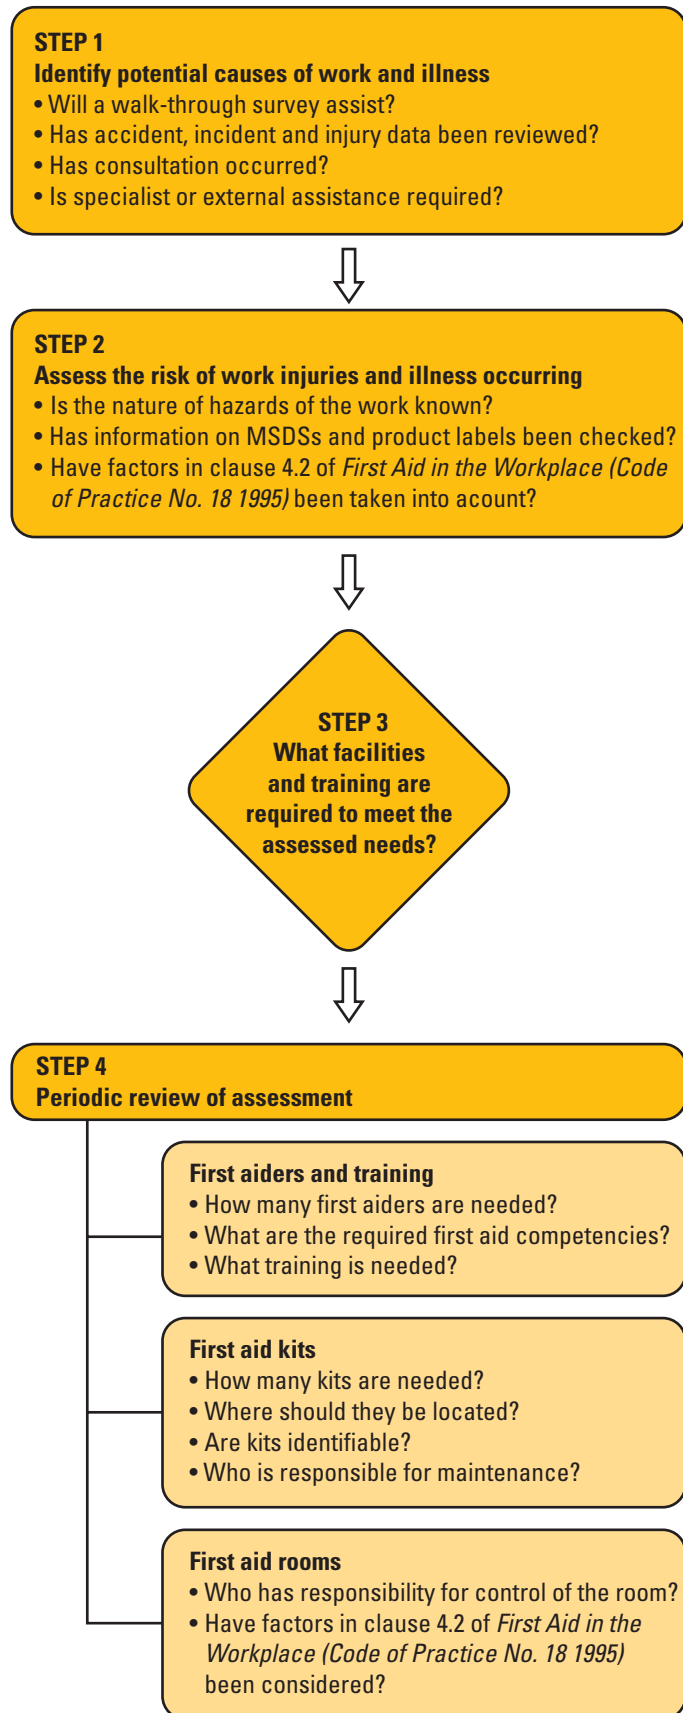 STEP 1
Identify potential causes of work and illness
• Will a walk-through survey assist?
• Has accident, incident and injury data been reviewed?
• Has consultation occurred?
• Is specialist or external assistance required?
STEP 2
Assess the risk of work injuries and illness occurring
• Is the nature of hazards of the work known?
• Has information on MSDSs and product labels been checked?
• Have factors in clause 4.2 of First Aid in the Workplace (Code
of Practice No. 18 1995) been taken into acount?
STEP 3
What facilities
and training are
required to meet the
assessed needs?
STEP 4
Periodic review of assessment
First aiders and training
• How many first aiders are needed?
• What are the required first aid competencies?
• What training is needed?
First aid kits
• How many kits are needed?
• Where should they be located?
• Are kits identifiable?
• Who is responsible for maintenance?
First aid rooms
• Who has responsibility for control of the room?
• Have factors in clause 4.2 of First Aid in the
Workplace (Code of Practice No. 18 1995)
been considered?